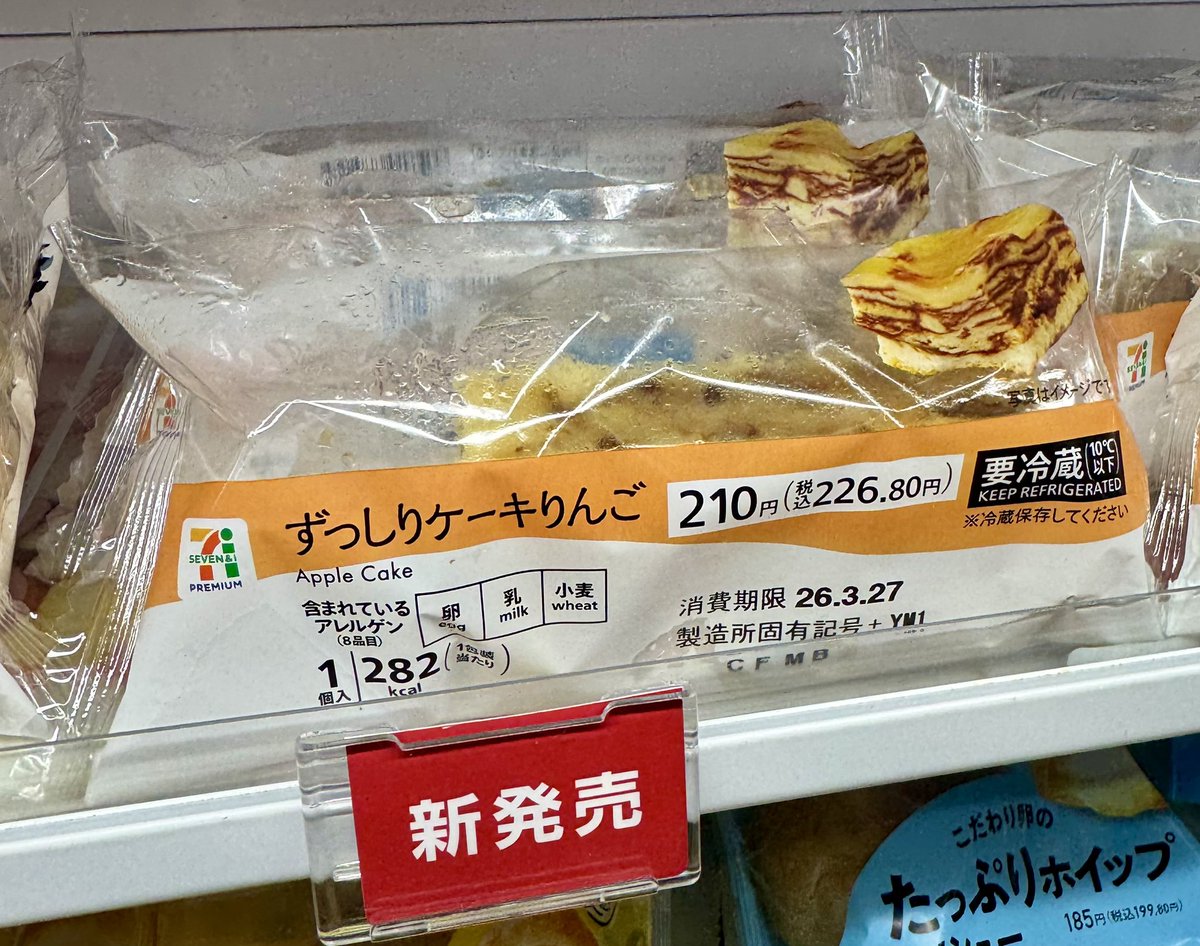 写真はイメージです
要冷蔵(10℃以下)
KEEP REFRIGERATED
※冷蔵保存してください
210円(税込226.80円)
ずっしりケーキりんご
Apple Cake
7
SEVEN&i
PREMIUM
含まれている
アレルゲン
(8品目)
卵 乳 小麦
egg milk wheat
1個入 282kcal(1包装当たり)
消費期限 26.3.27
製造所固有記号+YM1
CFMB
新発売
こだわり卵の
たっぷりホイップ
185円(税込199.80円)